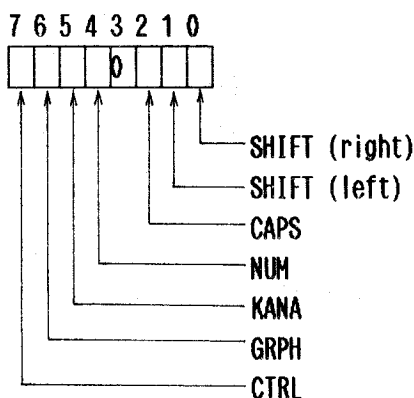 7 6 5 4 3 2 1 0
0
SHIFT (right)
SHIFT (left)
CAPS
NUM
KANA
GRPH
CTRL